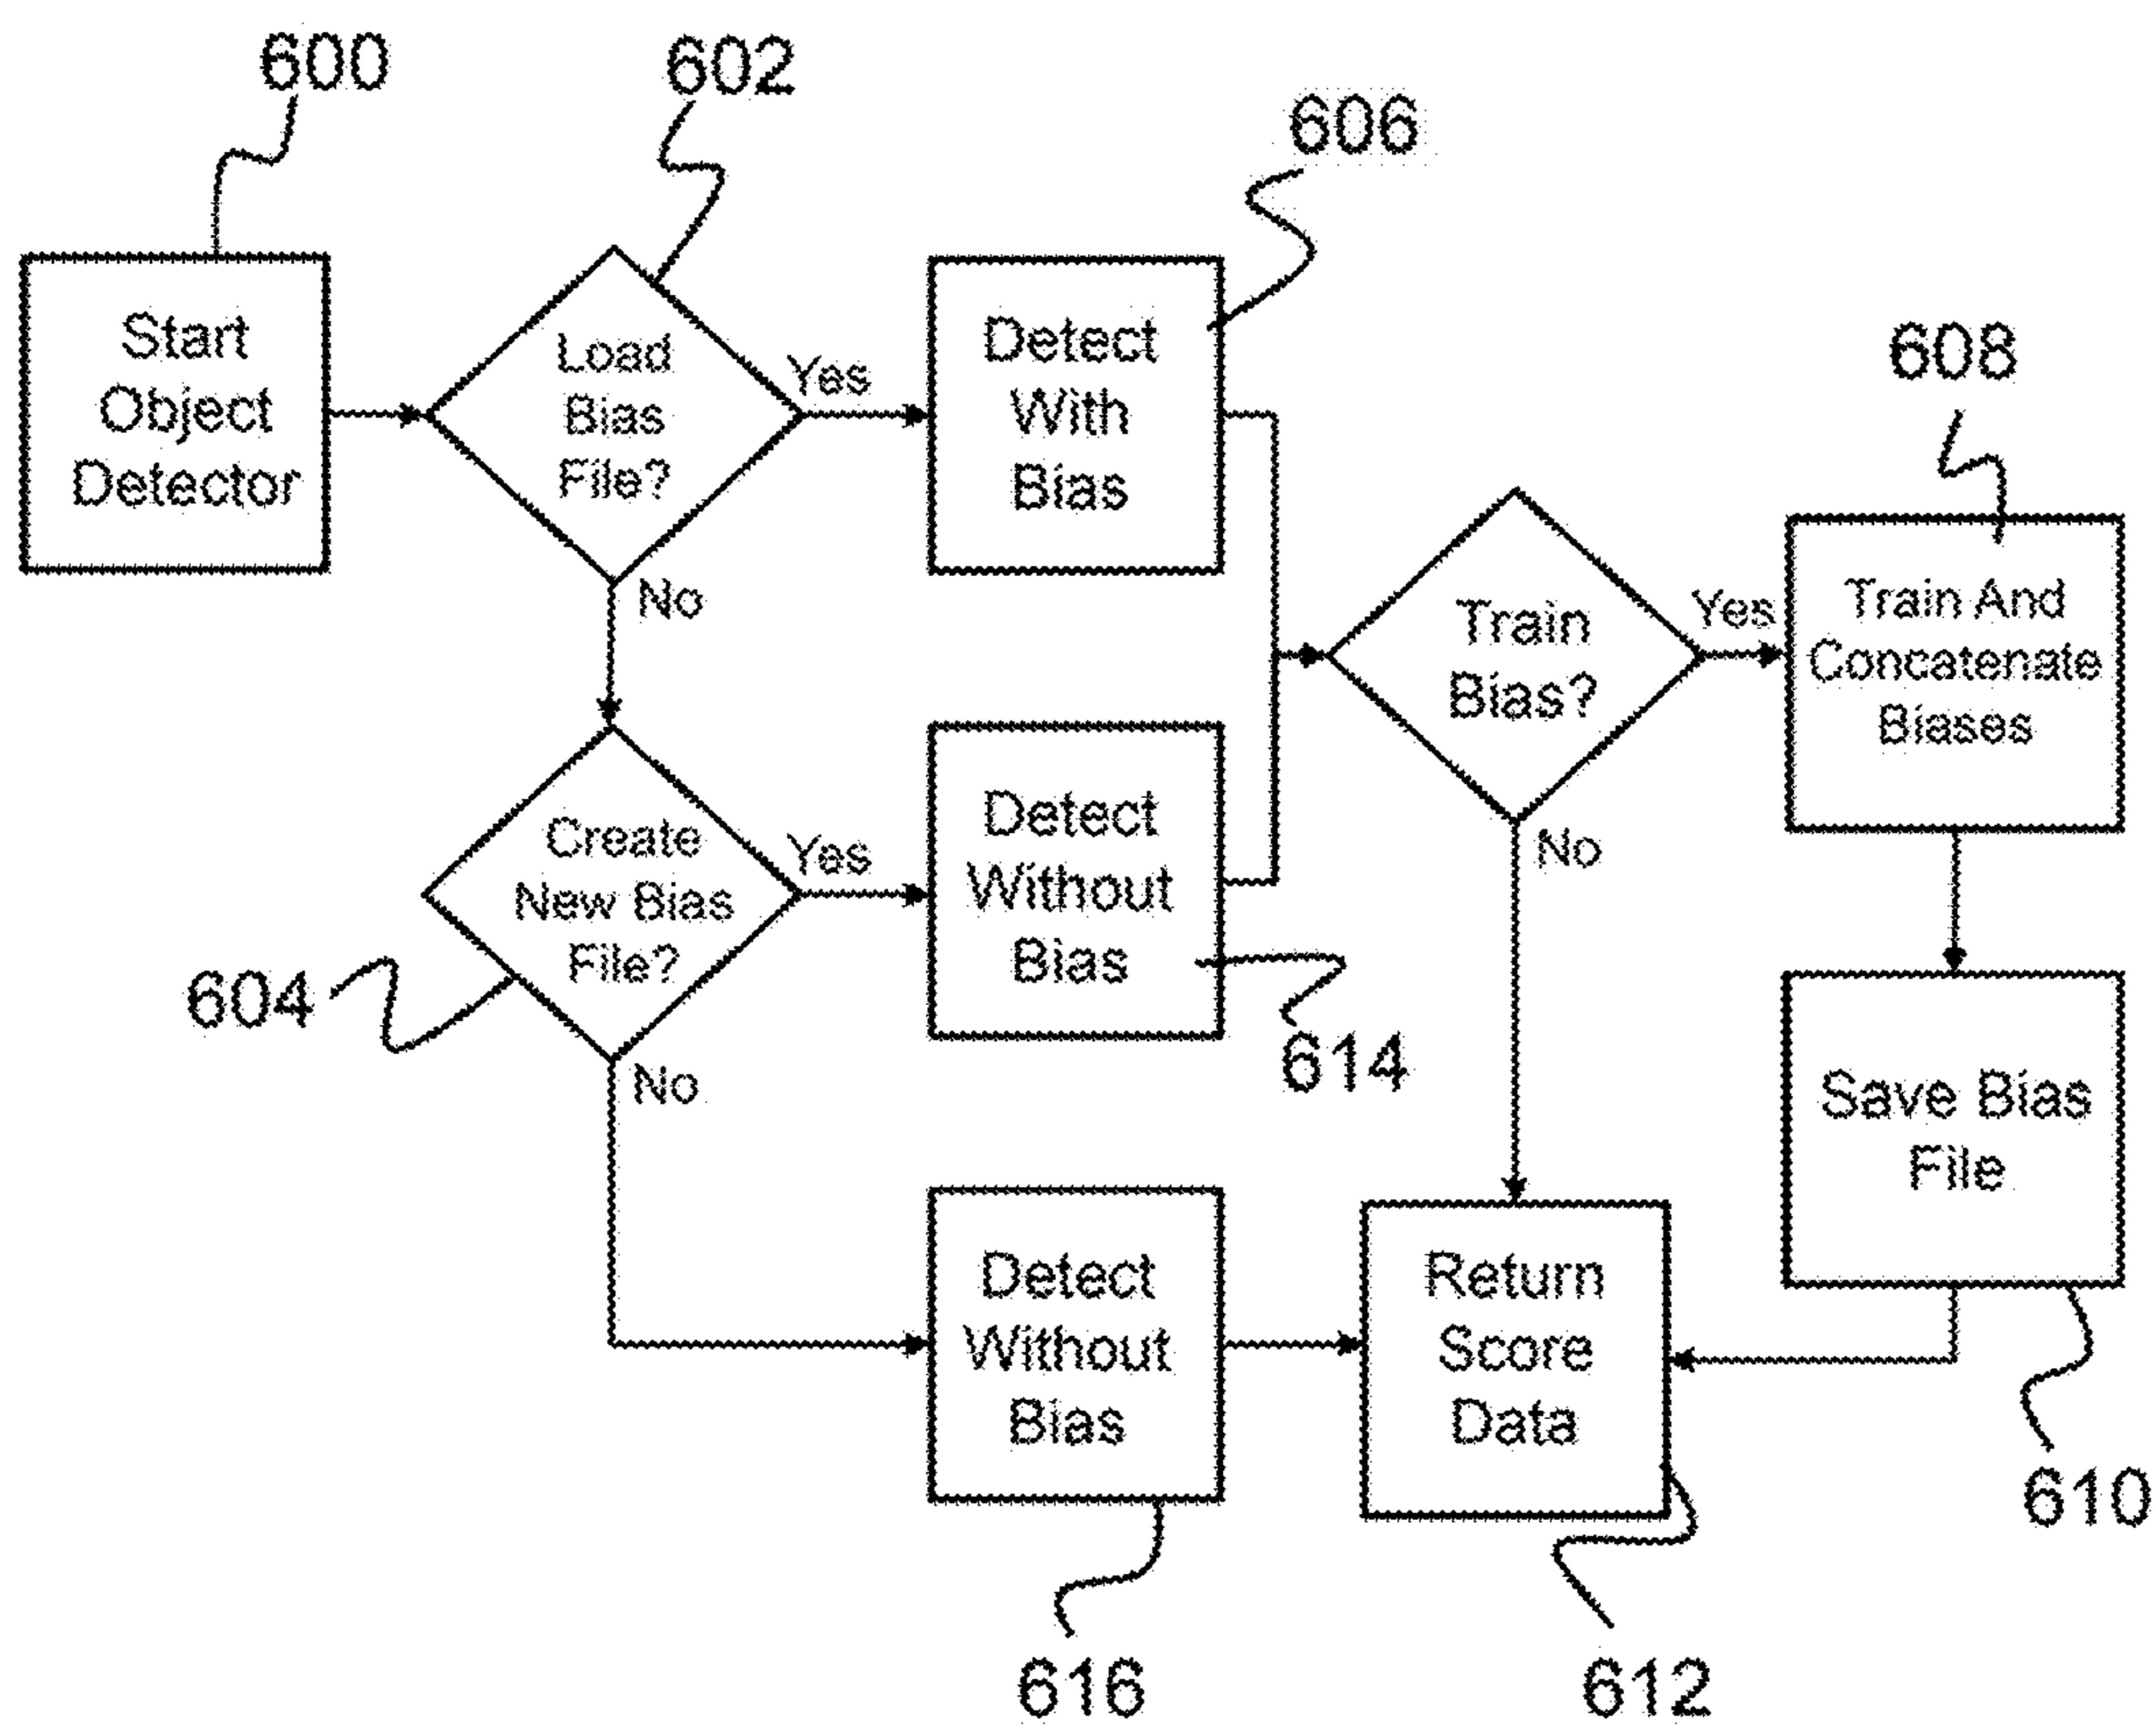 600
602
606
608
Start
Object
Detector
Load
Bias
File?
Yes
No
Detect
With
Bias
Train
Bias?
Yes
No
Train And
Concatenate
Biases
Create
New Bias
File?
Yes
No
604
Detect
Without
Bias
614
Save Bias
File
610
Detect
Without
Bias
616
Return
Score
Data
612